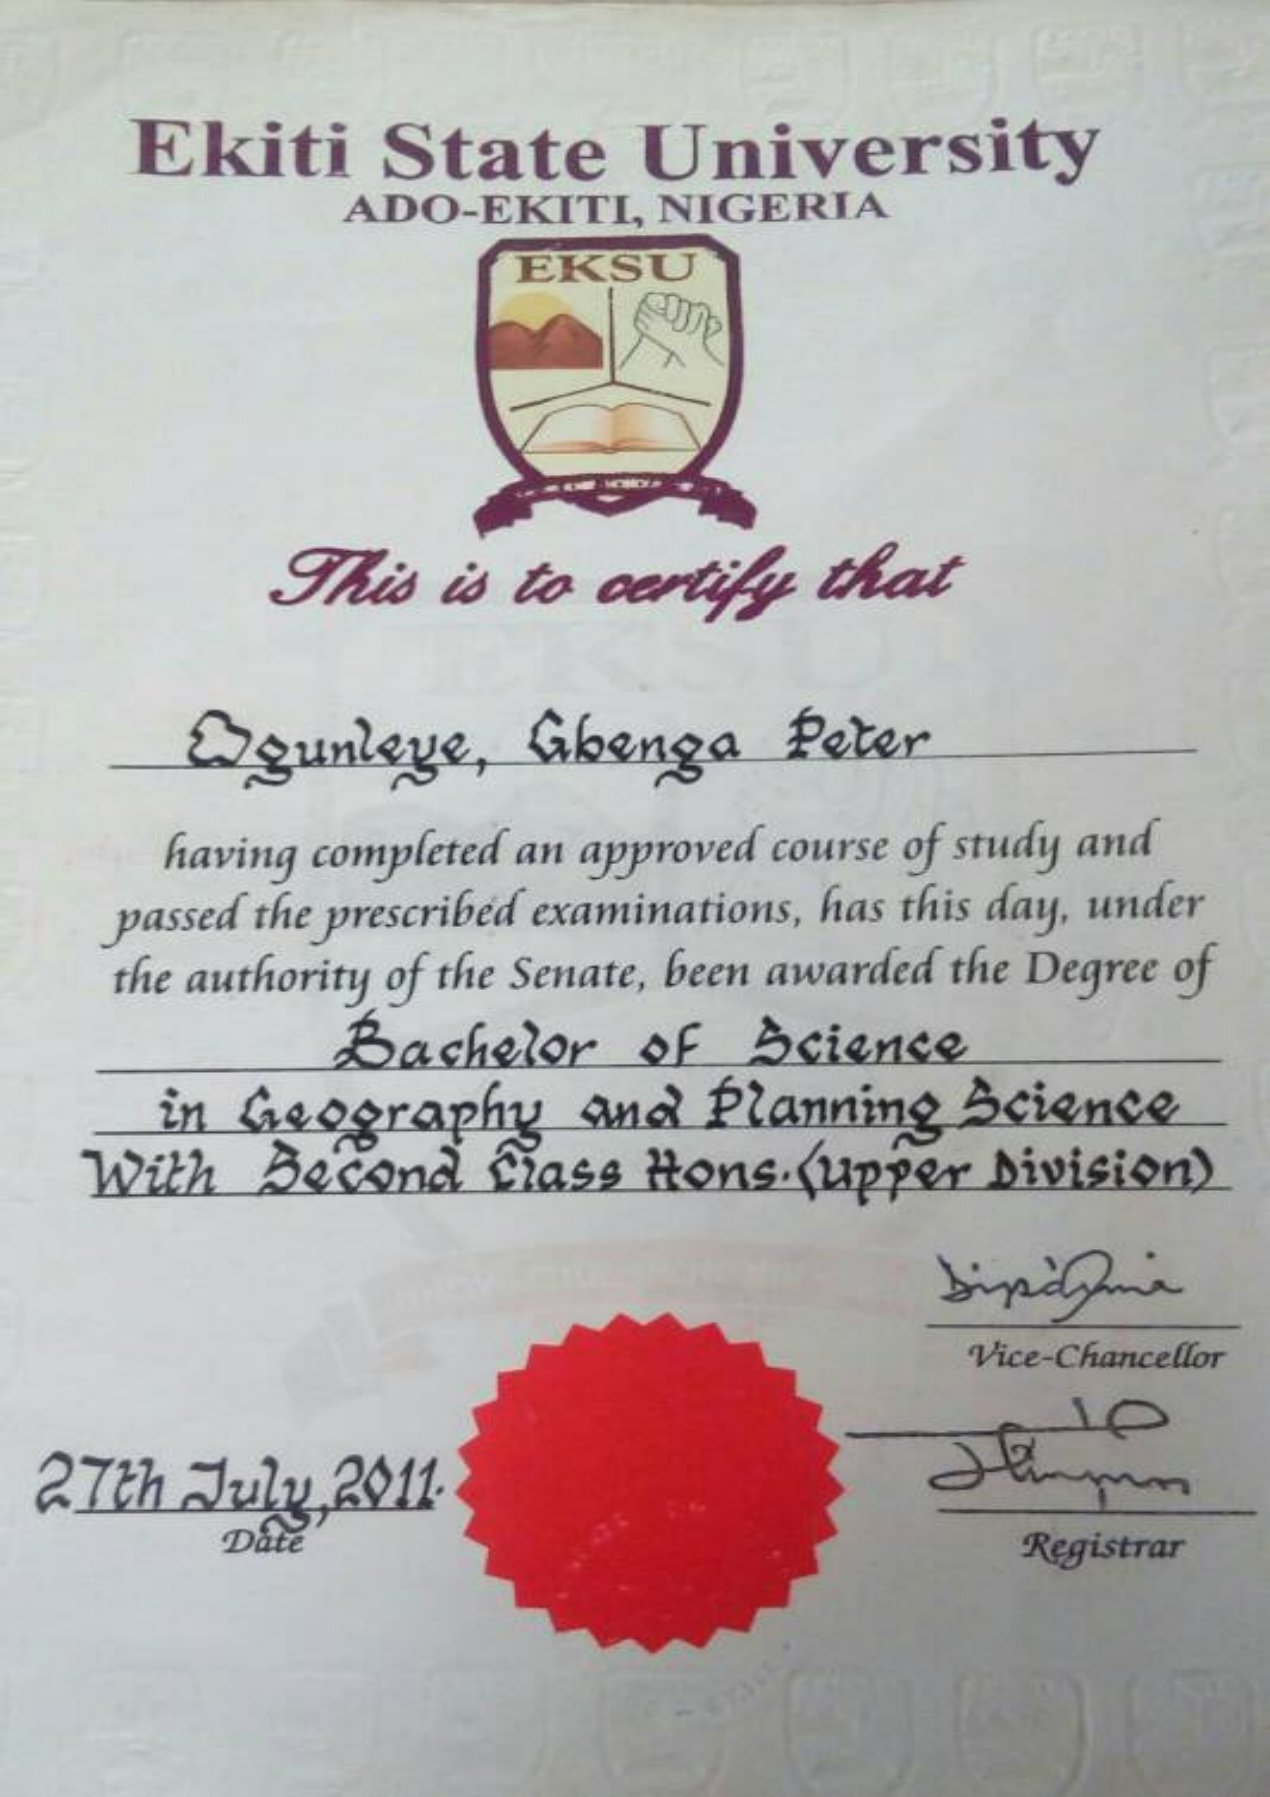 Ekiti State University
ADO-EKITI, NIGERIA
EKSU
This is to certify that
Ogunleye, Gbenga Peter
having completed an approved course of study and
passed the prescribed examinations, has this day, under
the authority of the Senate, been awarded the Degree of
Bachelor of Science
in Geography and Planning Science
With Second Class Hons. (Upper Division)
Vice-Chancellor
27th July, 2011.
Date
Registrar